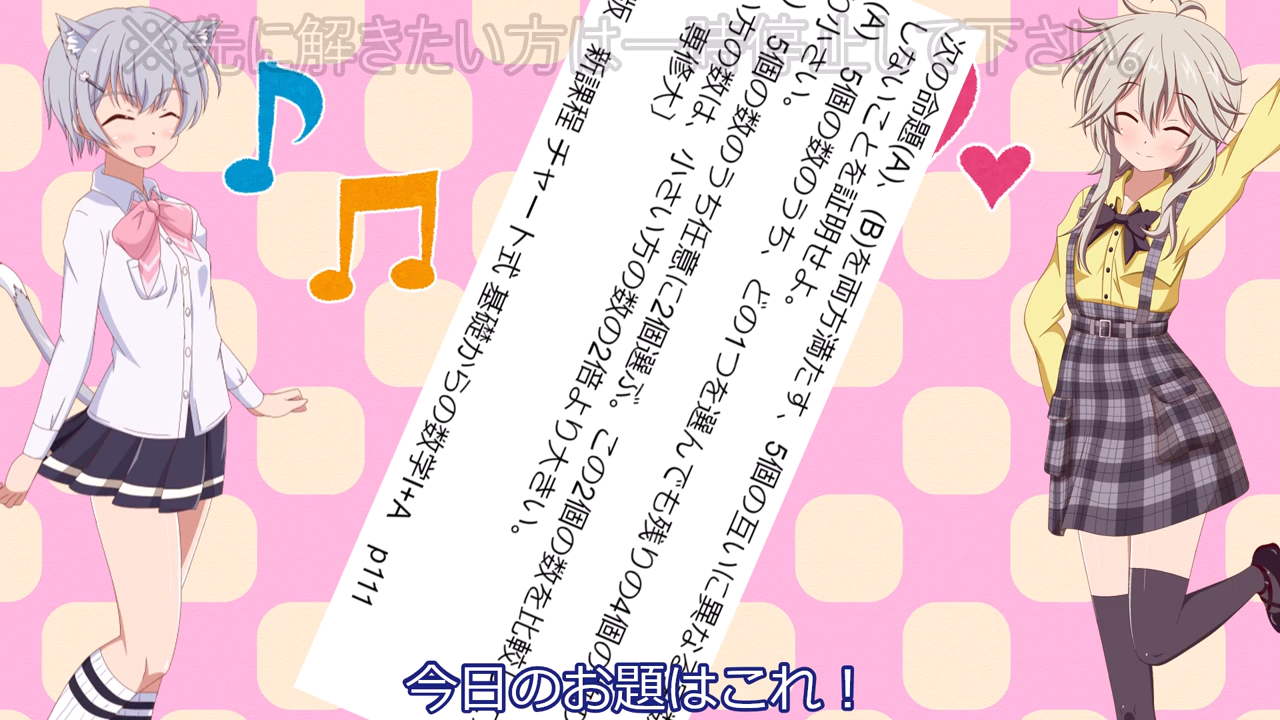 ※先に解きたい方は一時停止して下さい。
次の命題(A)、(B)を両方満たす、5個の互いに異なる
しないことを証明せよ。
(A) 5個の数のうち、どの1つを選んでも残りの4個の
の小さい。
5個の数のうち任意に2個選ぶ。この2個の数を比較
方の数は、小さい方の数の2倍より大きい。
専修大)
版 新課程 チャート式 基礎からの数学I+A p111
今日のお題はこれ！